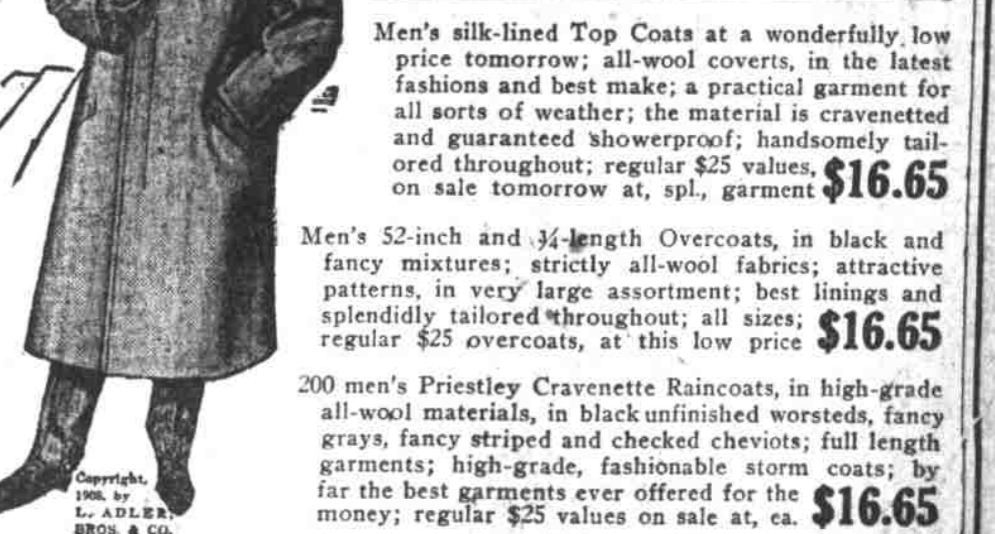 Men's silk-lined Top Coats at a wonderfully low
price tomorrow; all-wool coverts, in the latest
fashions and best make; a practical garment for
all sorts of weather; the material is cravenetted
and guaranteed showerproof; handsomely tail-
ored throughout; regular $25 values,
on sale tomorrow at, spl., garment $16.65
Men's 52-inch and ¾-length Overcoats, in black and
fancy mixtures; strictly all-wool fabrics; attractive
patterns, in very large assortment; best linings and
splendidly tailored throughout; all sizes;
regular $25 overcoats, at this low price $16.65
200 men's Priestley Cravenette Raincoats, in high-grade
all-wool materials, in black unfinished worsteds, fancy
grays, fancy striped and checked cheviots; full length
garments; high-grade, fashionable storm coats; by
far the best garments ever offered for the
money; regular $25 values on sale at, ea. $16.65
Copyright,
1908, by
L. ADLER,
BROS. & CO.